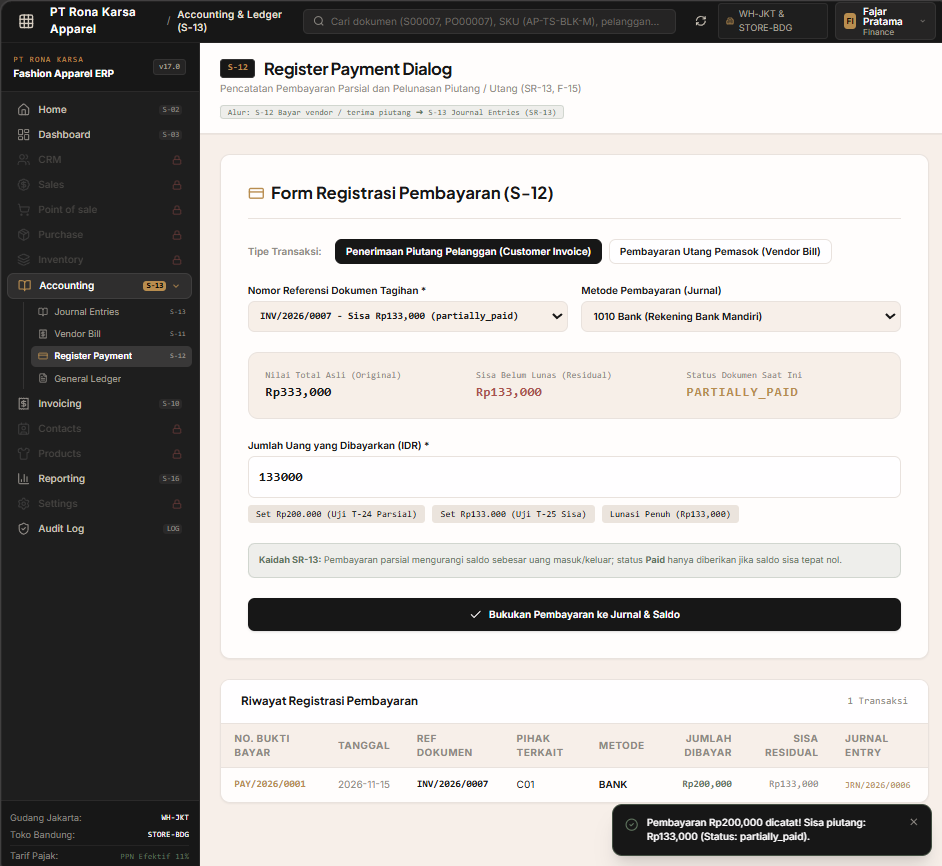 PT Rona Karsa
Apparel
/
Accounting & Ledger
(S-13)
Cari dokumen (S00007, PO00007), SKU (AP-TS-BLK-M), pelanggan...
WH-JKT &
STORE-BDG
FI
Fajar
Pratama
Finance
PT RONA KARSA
Fashion Apparel ERP
v17.0
Home S-02
Dashboard S-03
CRM
Sales
Point of sale
Purchase
Inventory
Accounting S-13
Journal Entries S-13
Vendor Bill S-11
Register Payment S-12
General Ledger
Invoicing S-10
Contacts
Products
Reporting S-16
Settings
Audit Log LOG
Gudang Jakarta: WH-JKT
Toko Bandung: STORE-BDG
Tarif Pajak: PPN Efektif 11%
S-12 Register Payment Dialog
Pencatatan Pembayaran Parsial dan Pelunasan Piutang / Utang (SR-13, F-15)
Alur: S-12 Bayar vendor / terima piutang ➔ S-13 Journal Entries (SR-13)
Form Registrasi Pembayaran (S-12)
Tipe Transaksi: Penerimaan Piutang Pelanggan (Customer Invoice) Pembayaran Utang Pemasok (Vendor Bill)
Nomor Referensi Dokumen Tagihan * Metode Pembayaran (Jurnal)
INV/2026/0007 - Sisa Rp133,000 (partially_paid) 1010 Bank (Rekening Bank Mandiri)
Nilai Total Asli (Original) Sisa Belum Lunas (Residual) Status Dokumen Saat Ini
Rp333,000 Rp133,000 PARTIALLY_PAID
Jumlah Uang yang Dibayarkan (IDR) *
133000
Set Rp200.000 (Uji T-24 Parsial) Set Rp133.000 (Uji T-25 Sisa) Lunasi Penuh (Rp133,000)
Kaidah SR-13: Pembayaran parsial mengurangi saldo sebesar uang masuk/keluar; status Paid hanya diberikan jika saldo sisa tepat nol.
Bukukan Pembayaran ke Jurnal & Saldo
Riwayat Registrasi Pembayaran 1 Transaksi
NO. BUKTI BAYAR TANGGAL REF DOKUMEN PIHAK TERKAIT METODE JUMLAH DIBAYAR SISA RESIDUAL JURNAL ENTRY
PAY/2026/0001 2026-11-15 INV/2026/0007 C01 BANK Rp200,000 Rp133,000 JRN/2026/0006
Pembayaran Rp200,000 dicatat! Sisa piutang:
Rp133,000 (Status: partially_paid).